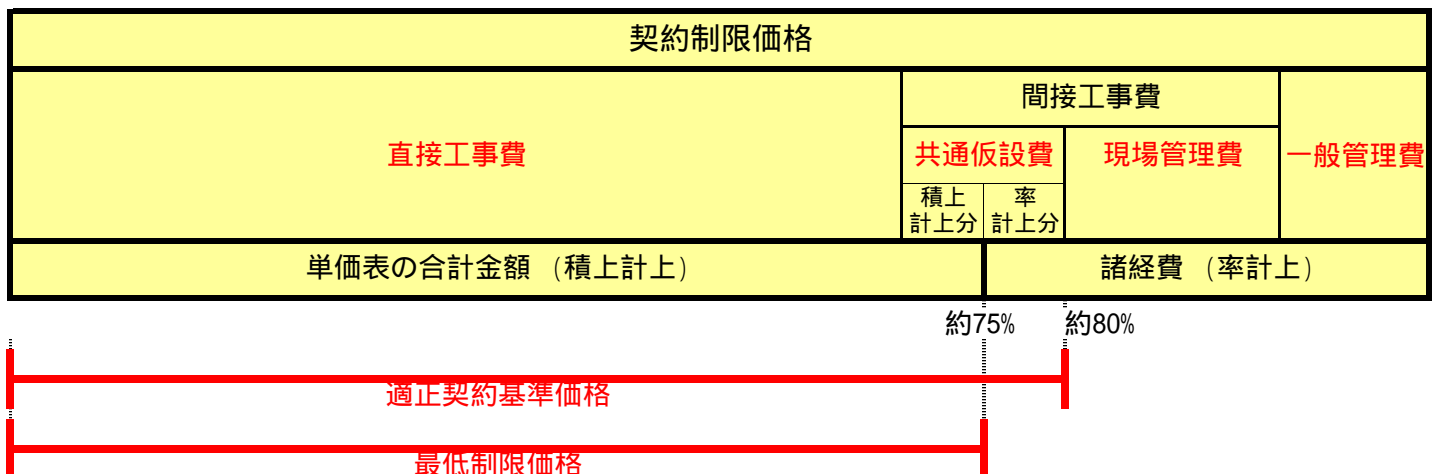 契約制限価格
直接工事費
間接工事費
共通仮設費
積上
計上分
率
計上分
現場管理費
一般管理費
単価表の合計金額 （積上計上）
諸経費 （率計上）
約75%
約80%
適正契約基準価格
最低制限価格